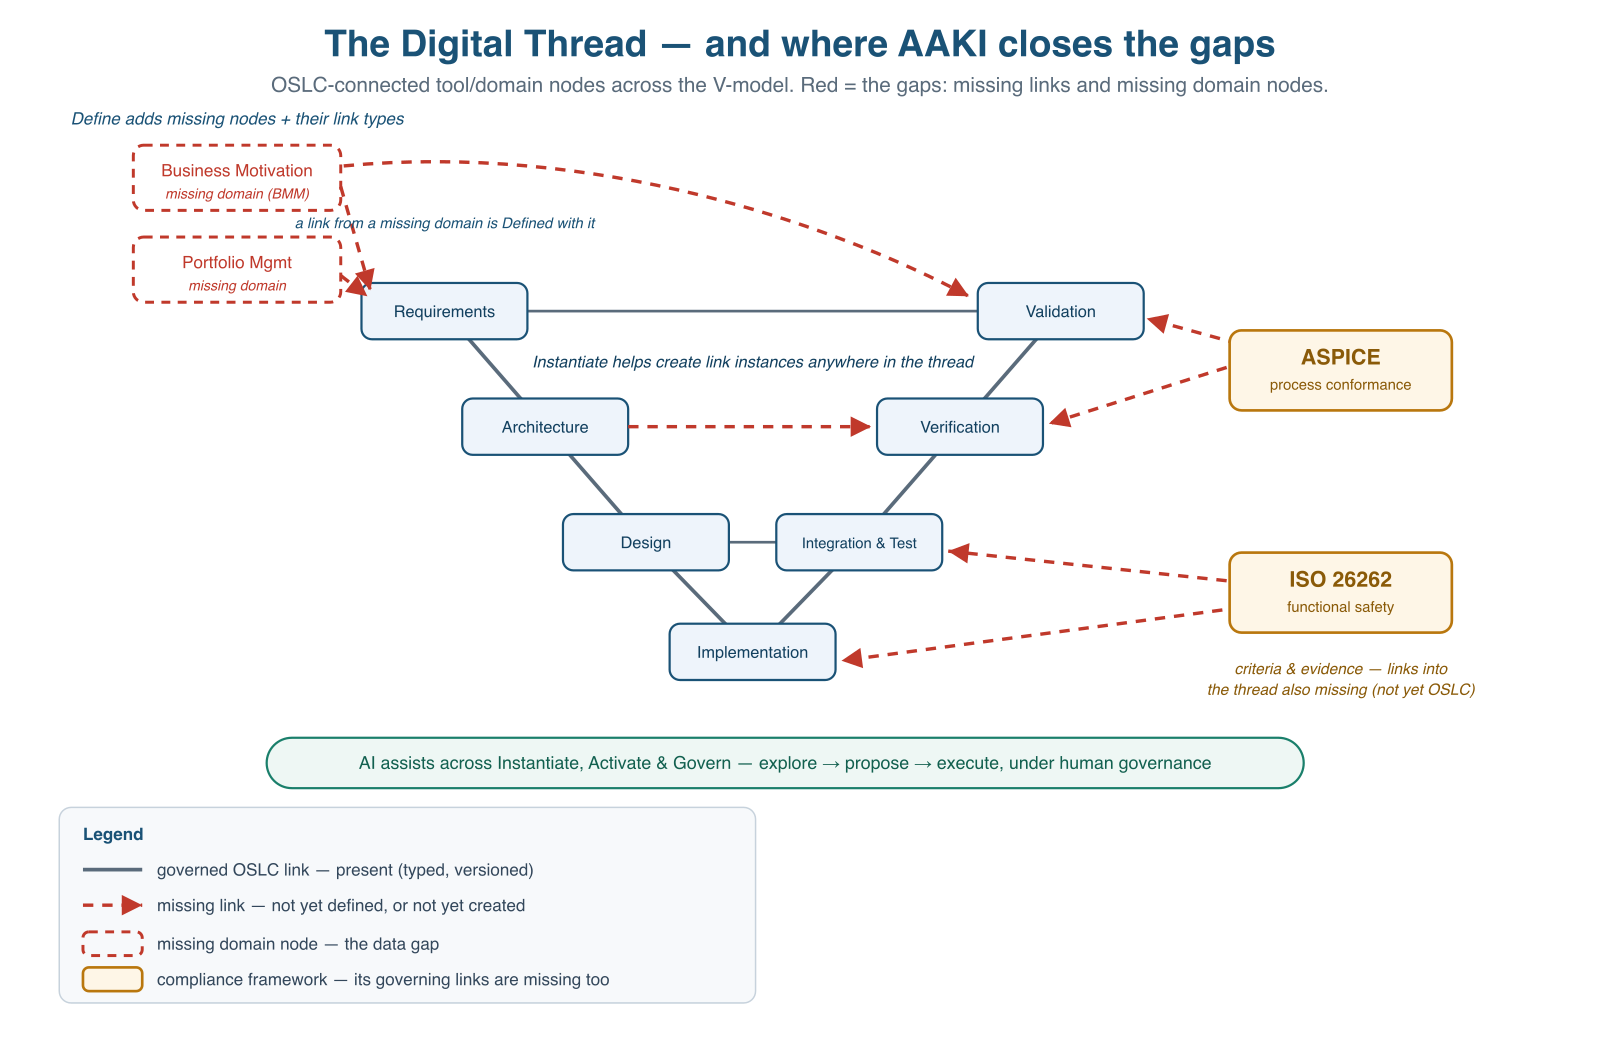 The Digital Thread — and where AAKI closes the gaps
OSLC-connected tool/domain nodes across the V-model. Red = the gaps: missing links and missing domain nodes.
Define adds missing nodes + their link types
Business Motivation
missing domain (BMM)
a link from a missing domain is Defined with it
Portfolio Mgmt
missing domain
Requirements
Validation
Instantiate helps create link instances anywhere in the thread
ASPICE
process conformance
Architecture
Verification
Design
Integration & Test
ISO 26262
functional safety
Implementation
criteria & evidence — links into
the thread also missing (not yet OSLC)
AI assists across Instantiate, Activate & Govern — explore → propose → execute, under human governance
Legend
governed OSLC link — present (typed, versioned)
missing link — not yet defined, or not yet created
missing domain node — the data gap
compliance framework — its governing links are missing too